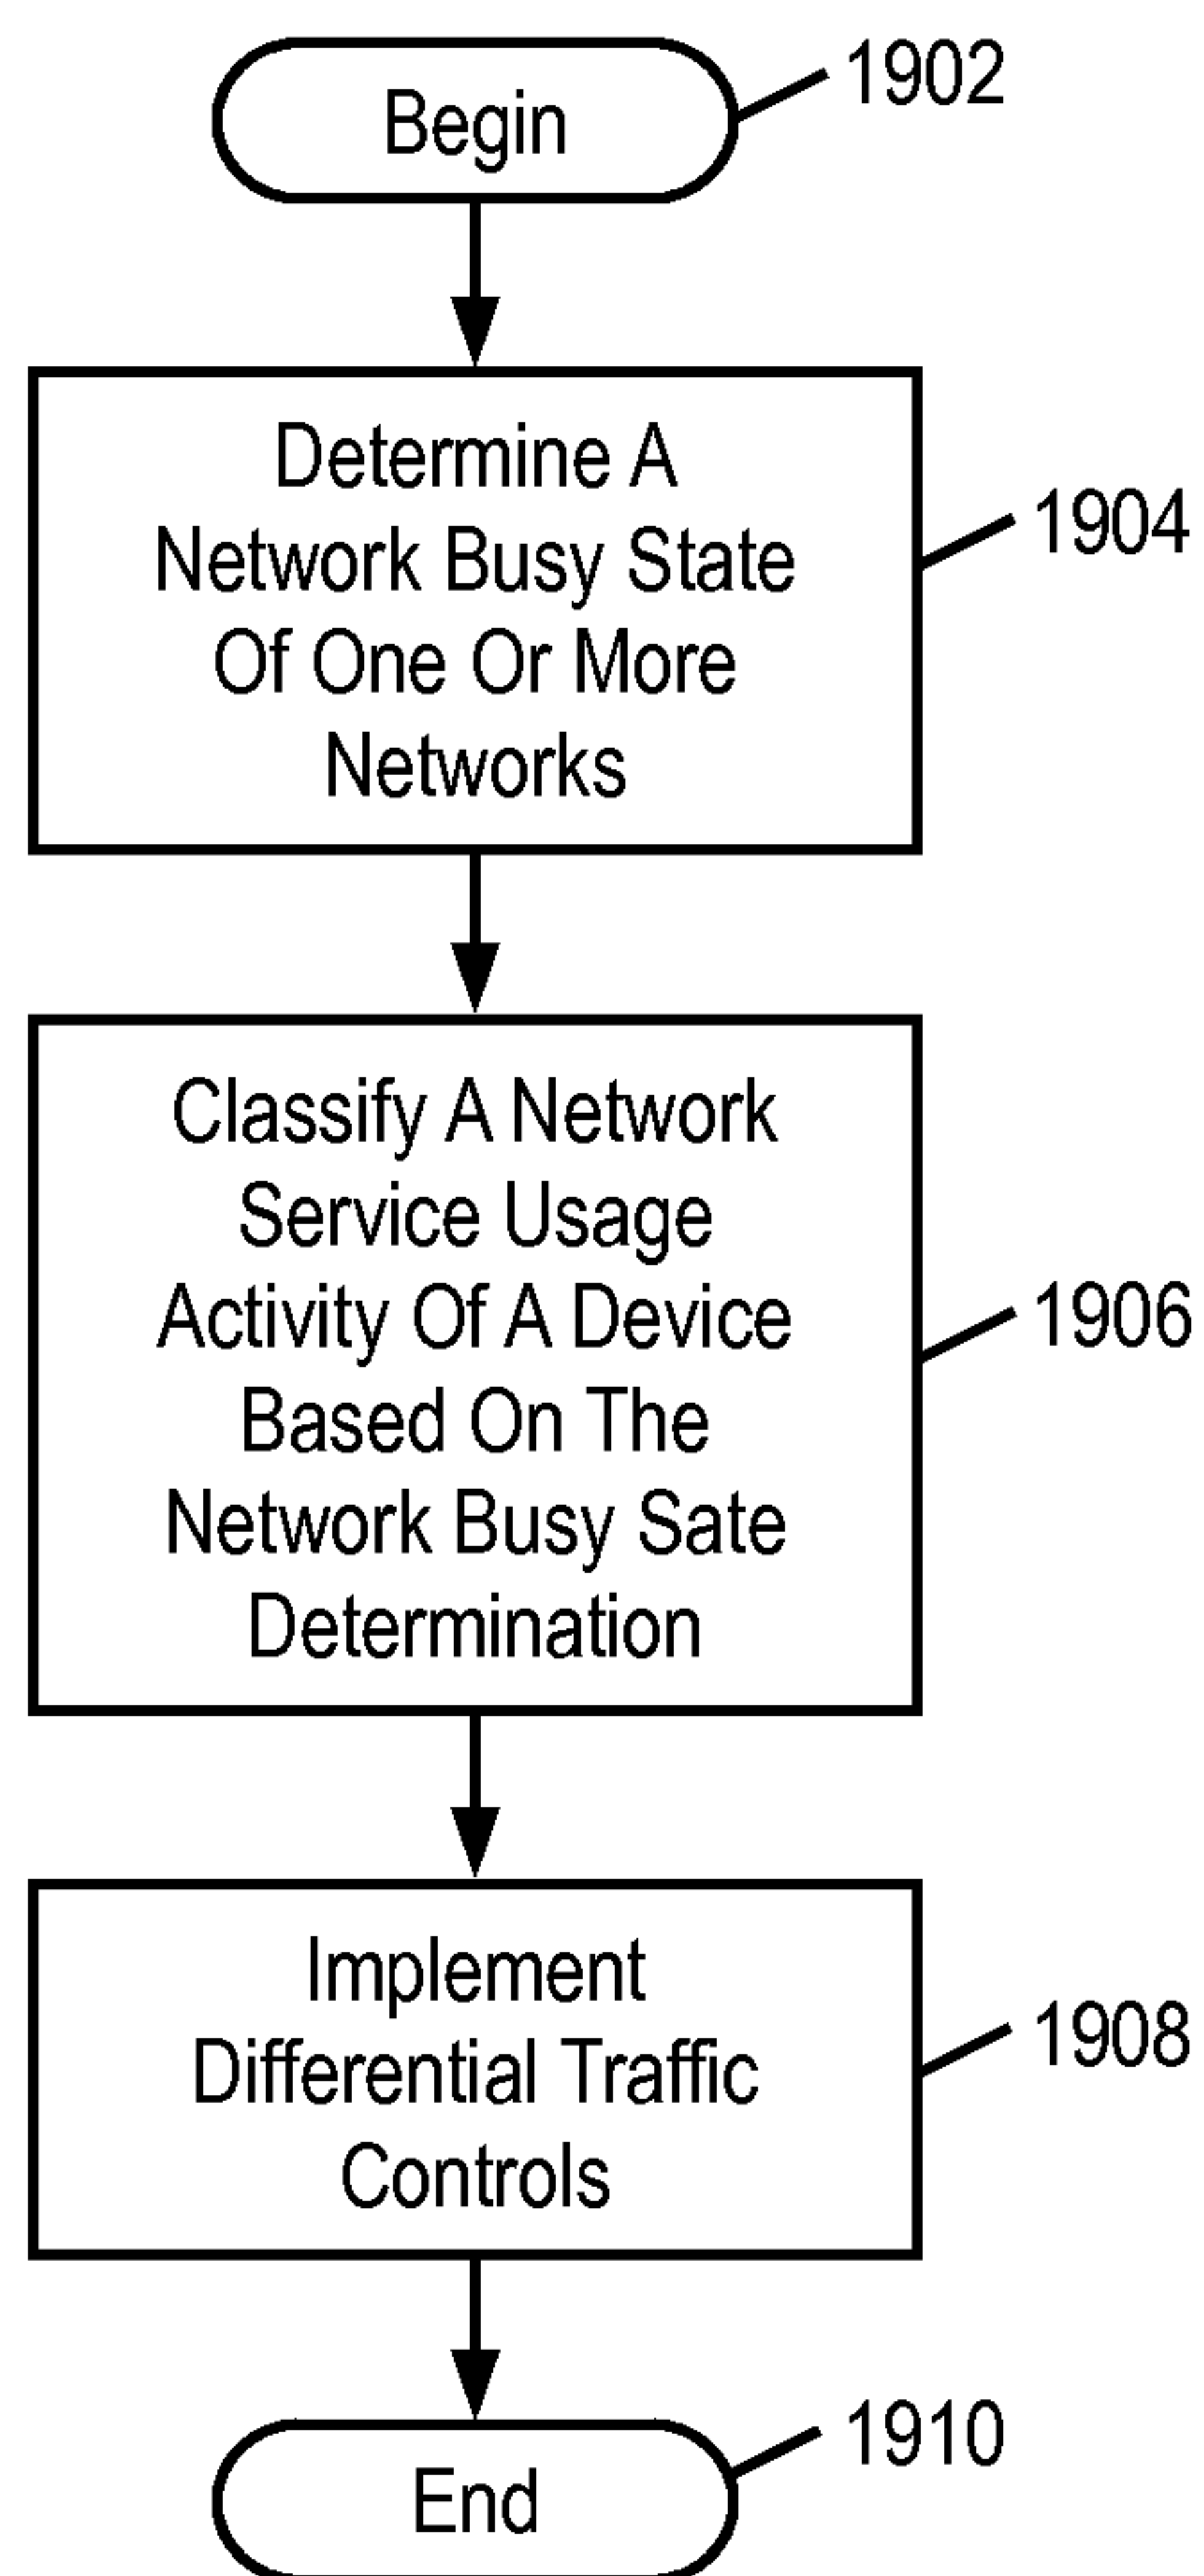 Begin
1902
Determine A
Network Busy State
Of One Or More
Networks
1904
Classify A Network
Service Usage
Activity Of A Device
Based On The
Network Busy Sate
Determination
1906
Implement
Differential Traffic
Controls
1908
End
1910